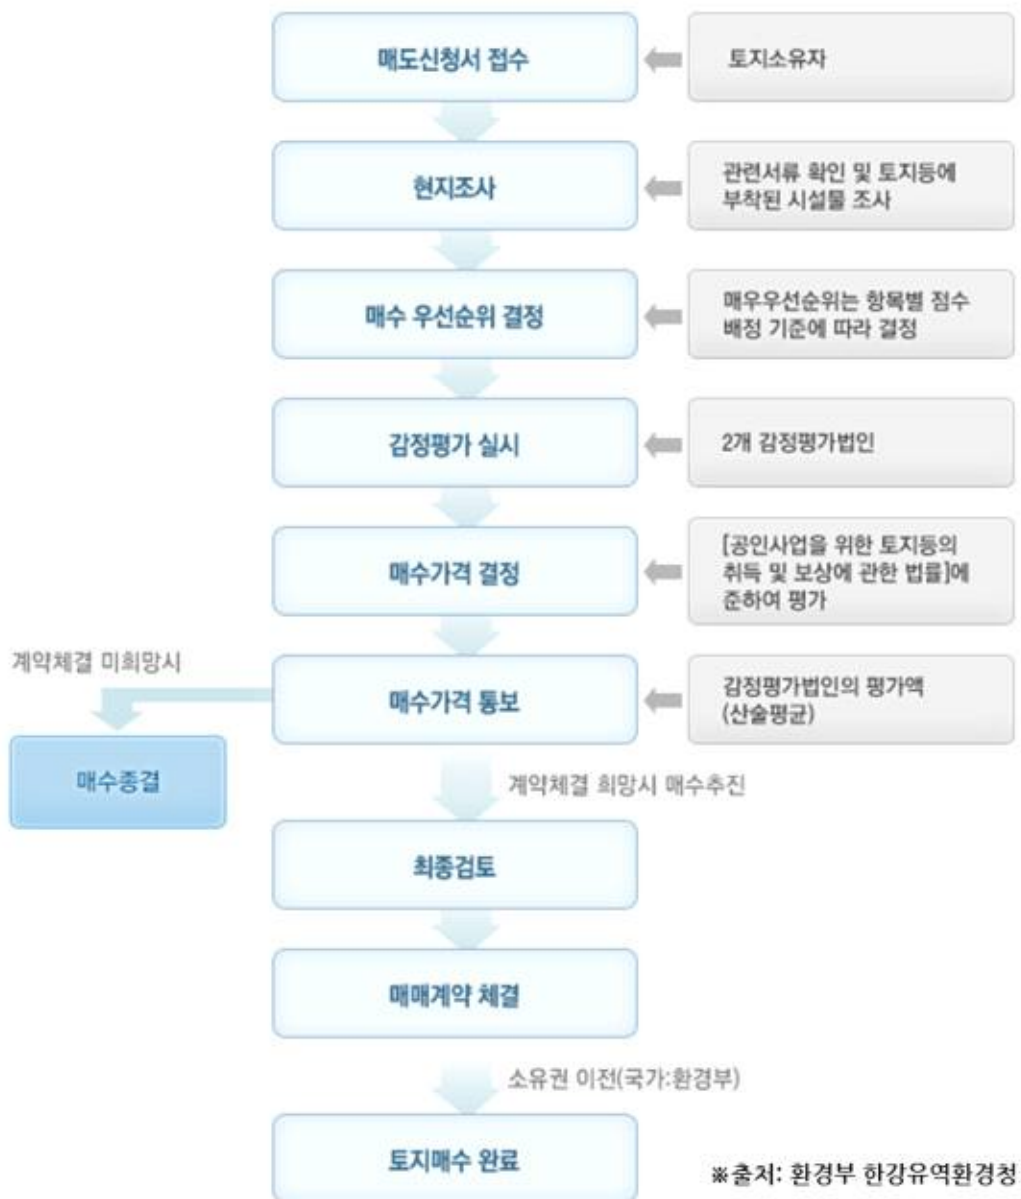 매도신청서 접수
토지소유자
현지조사
관련서류 확인 및 토지등에
부착된 시설물 조사
매수 우선순위 결정
매우우선순위는 항목별 점수
배정 기준에 따라 결정
감정평가 실시
2개 감정평가법인
매수가격 결정
[공인사업을 위한 토지등의
취득 및 보상에 관한 법률]에
준하여 평가
계약체결 미희망시
매수가격 통보
감정평가법인의 평가액
(산술평균)
매수종결
계약체결 희망시 매수추진
최종검토
매매계약 체결
소유권 이전(국가:환경부)
토지매수 완료
※출처: 환경부 한강유역환경청